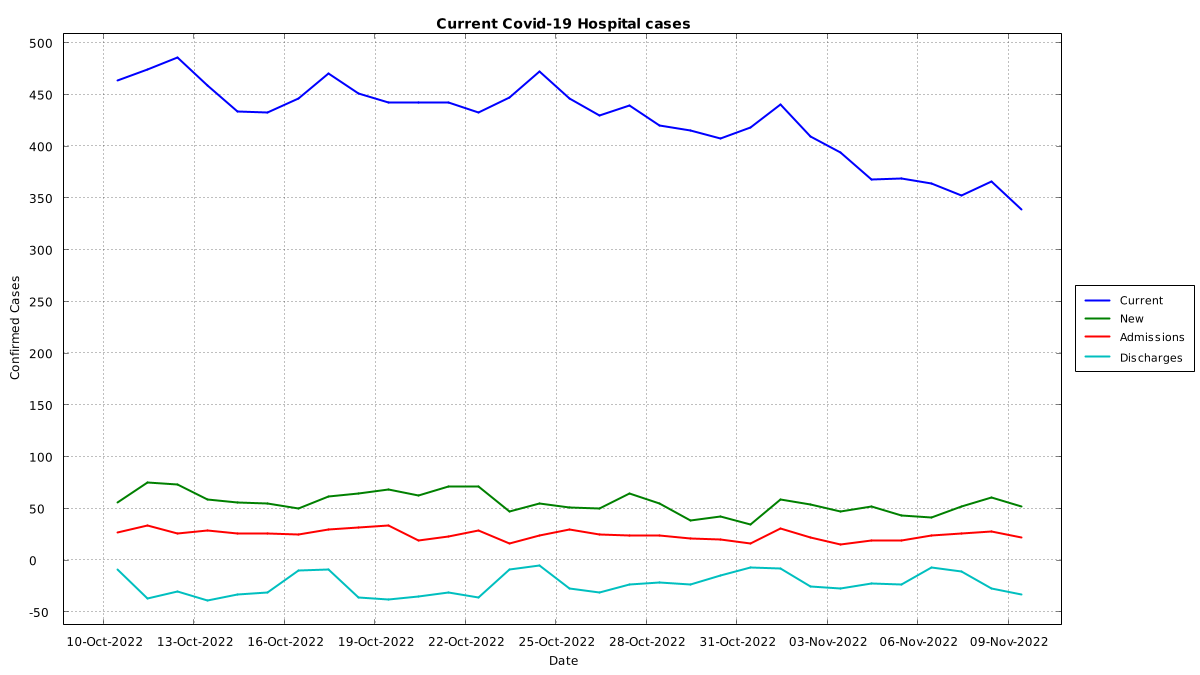 Current Covid-19 Hospital cases
500
450
400
350
300
250
200
150
100
50
0
-50
Confirmed Cases
10-Oct-2022 13-Oct-2022 16-Oct-2022 19-Oct-2022 22-Oct-2022 25-Oct-2022 28-Oct-2022 31-Oct-2022 03-Nov-2022 06-Nov-2022 09-Nov-2022
Date
Current
New
Admissions
Discharges